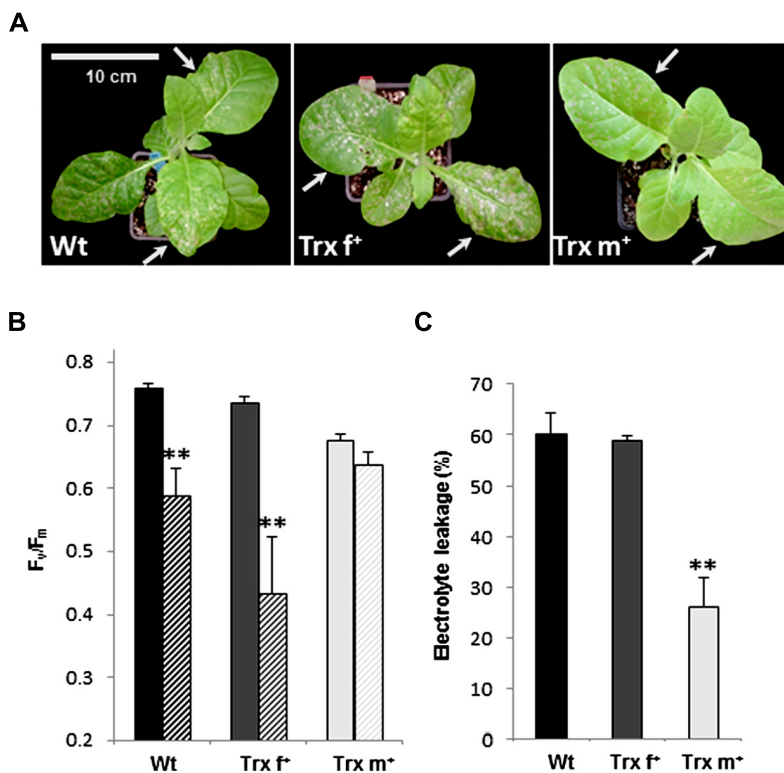 A
10 cm
Wt
Trx f⁺
Trx m⁺
B
0.8
0.7
0.6
0.5
0.4
0.3
0.2
Fv/Fm
**
**
Wt
Trx f⁺
Trx m⁺
C
70
60
50
40
30
20
10
0
Electrolyte leakage (%)
**
Wt
Trx f⁺
Trx m⁺